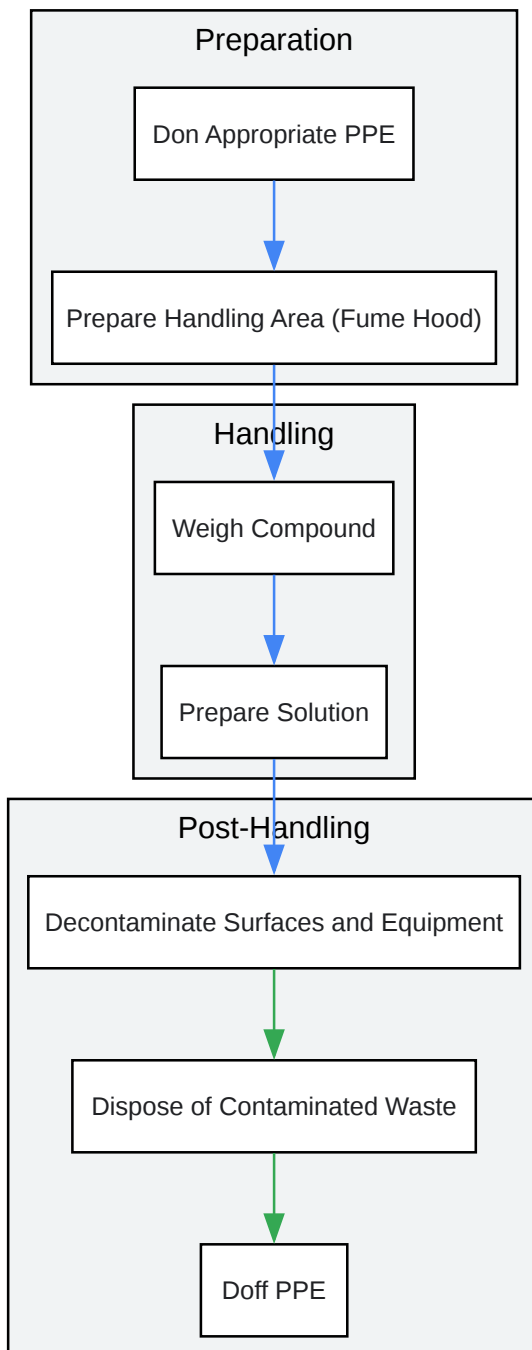 Preparation
Don Appropriate PPE
Prepare Handling Area (Fume Hood)
Handling
Weigh Compound
Prepare Solution
Post-Handling
Decontaminate Surfaces and Equipment
Dispose of Contaminated Waste
Doff PPE